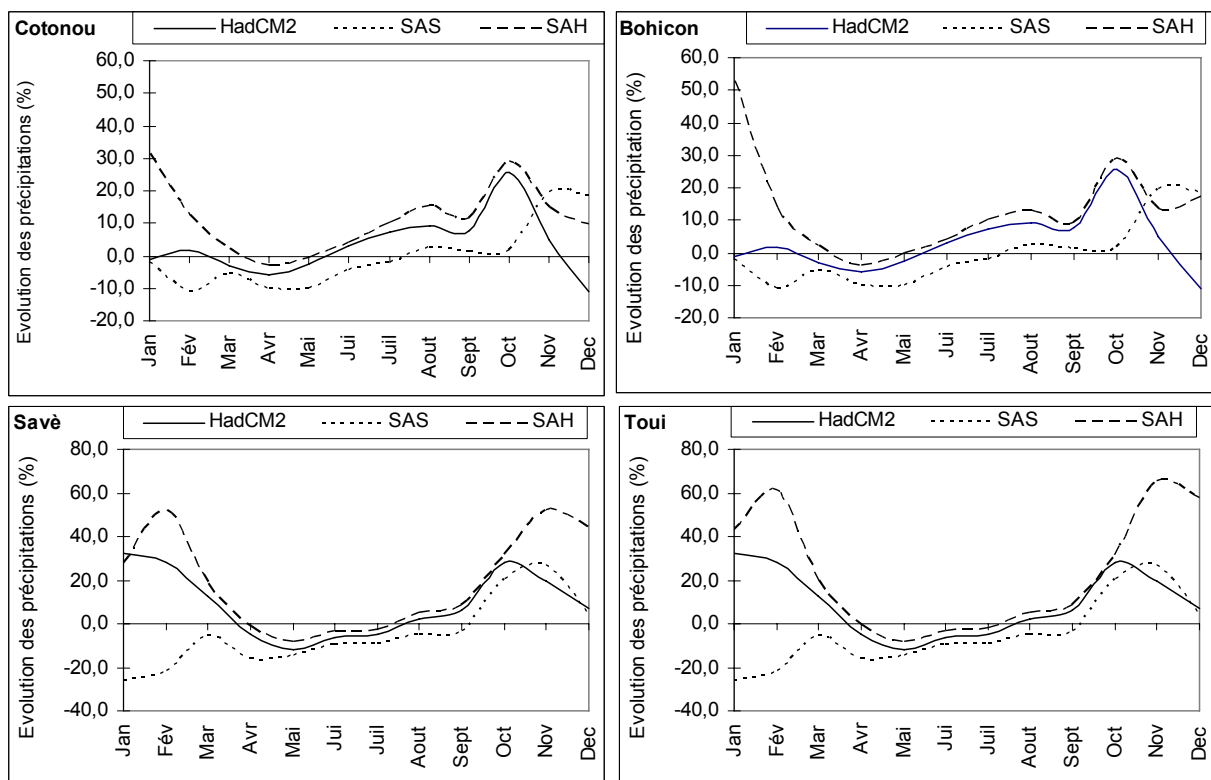 Cotonou
HadCM2 SAS SAH
Evolution des précipitations (%)
60,0
50,0
40,0
30,0
20,0
10,0
0,0
-10,0
-20,0
Jan Fév Mar Avr Mai Jui Juil Aout Sept Oct Nov Dec
Bohicon
HadCM2 SAS SAH
Evolution des précipitation (%)
60,0
50,0
40,0
30,0
20,0
10,0
0,0
-10,0
-20,0
Jan Fév Mar Avr Mai Jui Juil Aout Sept Oct Nov Dec
Savè
HadCM2 SAS SAH
Evolution des précipitations (%)
80,0
60,0
40,0
20,0
0,0
-20,0
-40,0
Jan Fév Mar Avr Mai Jui Juil Aout Sept Oct Nov Dec
Toui
HadCM2 SAS SAH
Evolution des précipitations (%)
80,0
60,0
40,0
20,0
0,0
-20,0
-40,0
Jan Fév Mar Avr Mai Jui Juil Aout Sept Oct Nov Dec